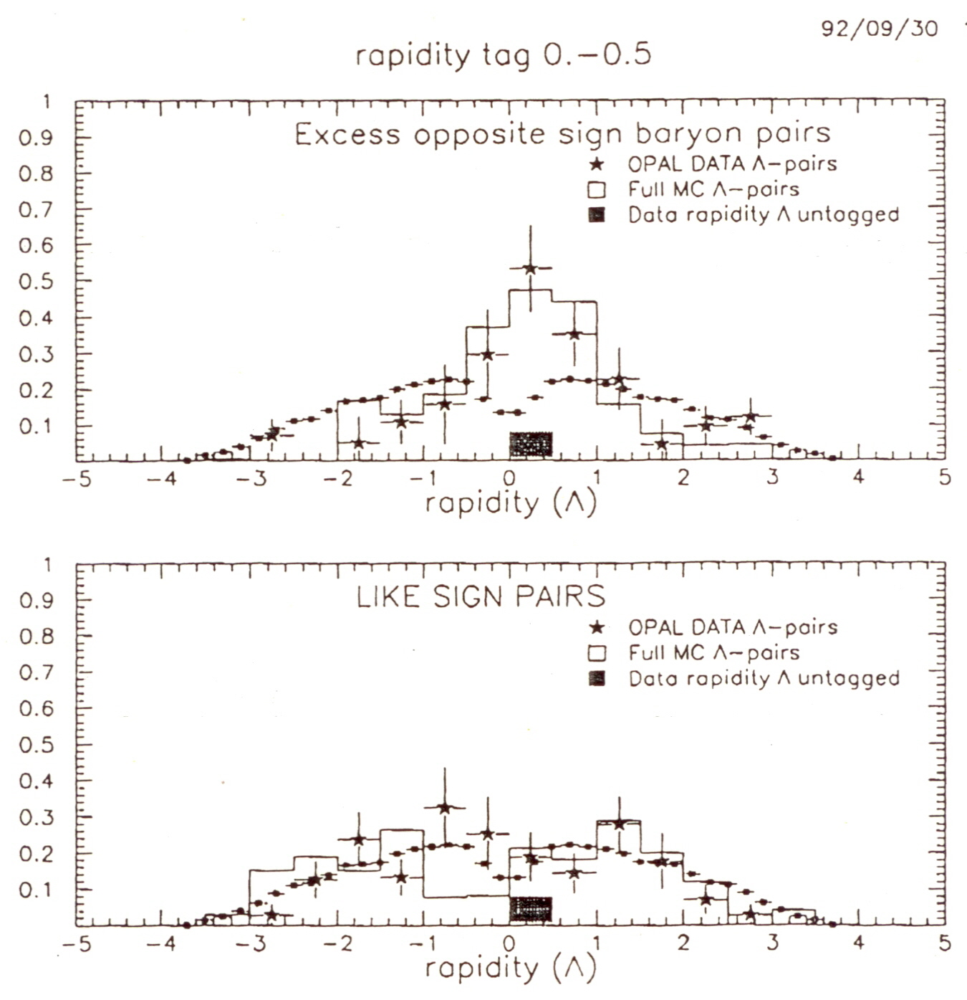 92/09/30
rapidity tag 0.−0.5
1
0.9
0.8
0.7
0.6
0.5
0.4
0.3
0.2
0.1
Excess opposite sign baryon pairs
OPAL DATA Λ−pairs
Full MC Λ−pairs
Data rapidity Λ untagged
−5 −4 −3 −2 −1 0 1 2 3 4 5
rapidity (Λ)
1
0.9
0.8
0.7
0.6
0.5
0.4
0.3
0.2
0.1
LIKE SIGN PAIRS
OPAL DATA Λ−pairs
Full MC Λ−pairs
Data rapidity Λ untagged
−5 −4 −3 −2 −1 0 1 2 3 4 5
rapidity (Λ)